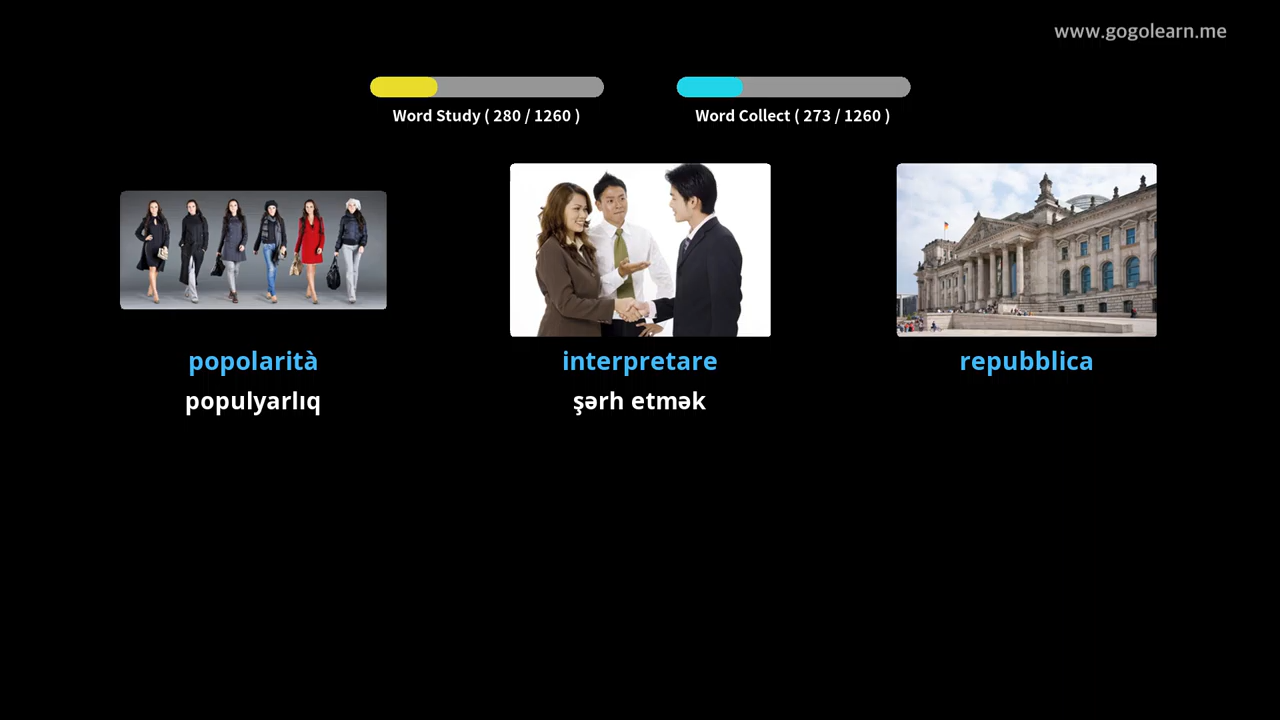 www.gogolearn.me
Word Study ( 280 / 1260 )
Word Collect ( 273 / 1260 )
popolarità
interpretare
repubblica
populyarlıq
şərh etmək